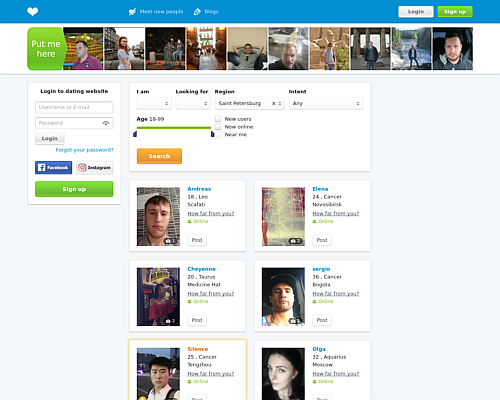 Meet new people
Blogs
Login
Sign up
Put me
here
Login to dating website
Username or E-mail
Password
Login
Forgot your password?
Facebook
Instagram
Sign up
I am
Looking for
Region
Intent
Saint Petersburg
Any
Age 18-99
New users
Now online
Near me
Search
Andreas
18 , Leo
Scafati
How far from you?
Online
Post
Elena
24 , Cancer
Novosibirsk
How far from you?
Online
2
Post
Cheyenne
20 , Taurus
Medicine Hat
How far from you?
Online
2
Post
sergio
36 , Cancer
Bogota
How far from you?
Online
Post
Silence
25 , Cancer
Tengzhou
How far from you?
Online
Olga
32 , Aquarius
Moscow
How far from you?
Online